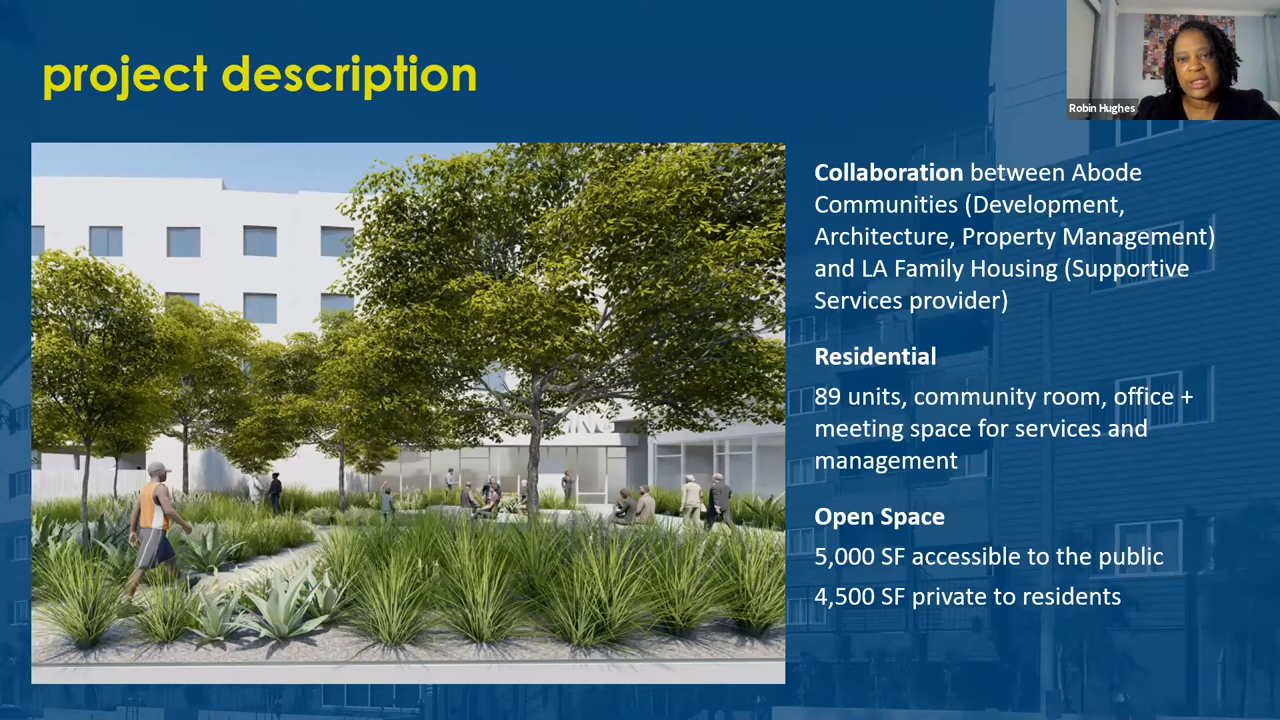 project description
Robin Hughes
Collaboration between Abode
Communities (Development,
Architecture, Property Management)
and LA Family Housing (Supportive
Services provider)
Residential
89 units, community room, office +
meeting space for services and
management
Open Space
5,000 SF accessible to the public
4,500 SF private to residents